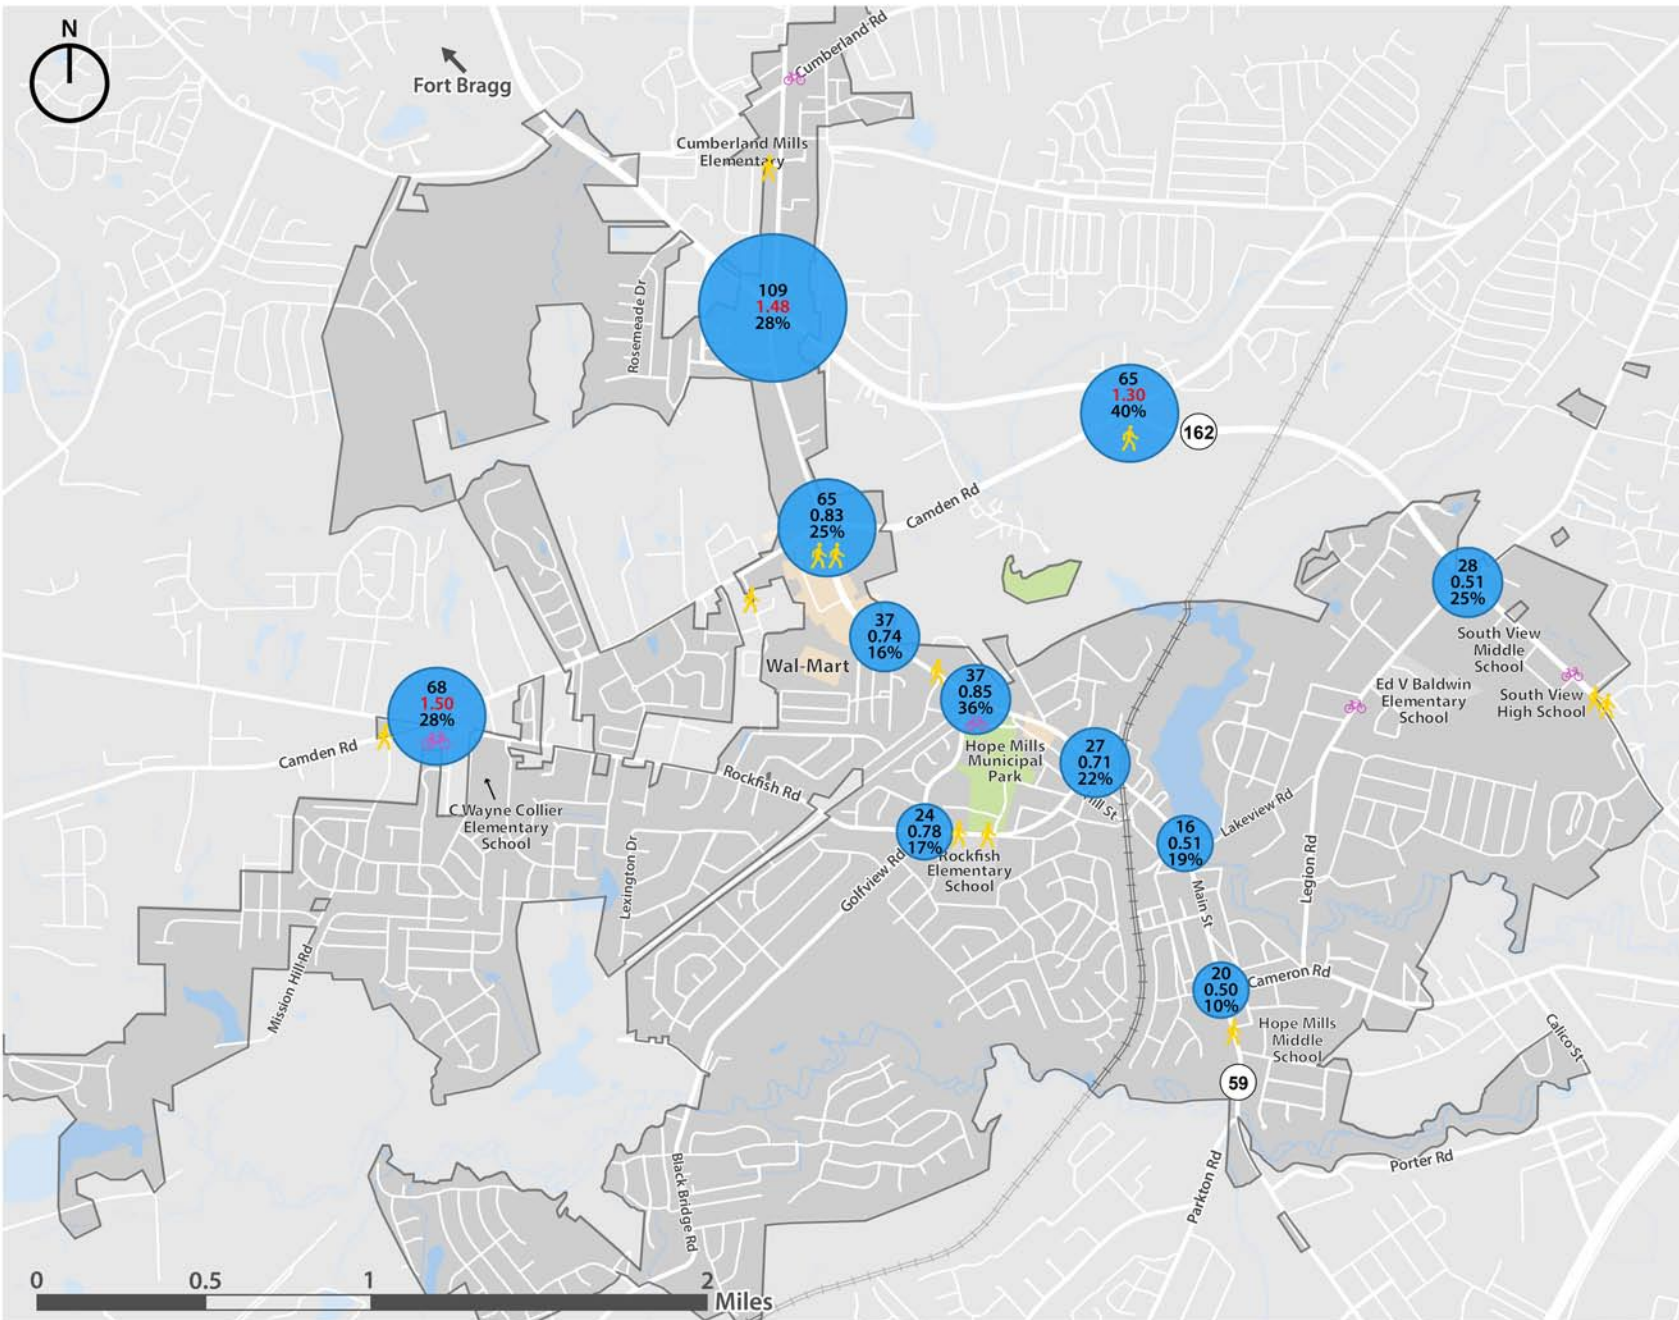 N
Fort Bragg
Cumberland Rd
Cumberland Mills
Elementary
Rosemeade Dr
109
1.48
28%
65
1.30
40%
162
65
0.83
25%
Camden Rd
28
0.51
25%
37
0.74
16%
Wal-Mart
South View
Middle
School
37
0.85
36%
68
1.50
28%
Ed V Baldwin
Elementary
School
South View
High School
Camden Rd
Hope Mills
Municipal
Park
27
0.71
22%
Rockfish Rd
Mill St
C Wayne Collier
Elementary
School
24
0.78
17%
Rockfish
Elementary
School
16
0.51
19%
Lakeview Rd
Lexington Dr
Golfview Rd
Legion Rd
Main St
Mission Hill Rd
20
0.50
10%
Cameron Rd
Hope Mills
Middle
School
Calico St
59
Black Bridge Rd
Parkton Rd
Porter Rd
0 0.5 1 2
Miles